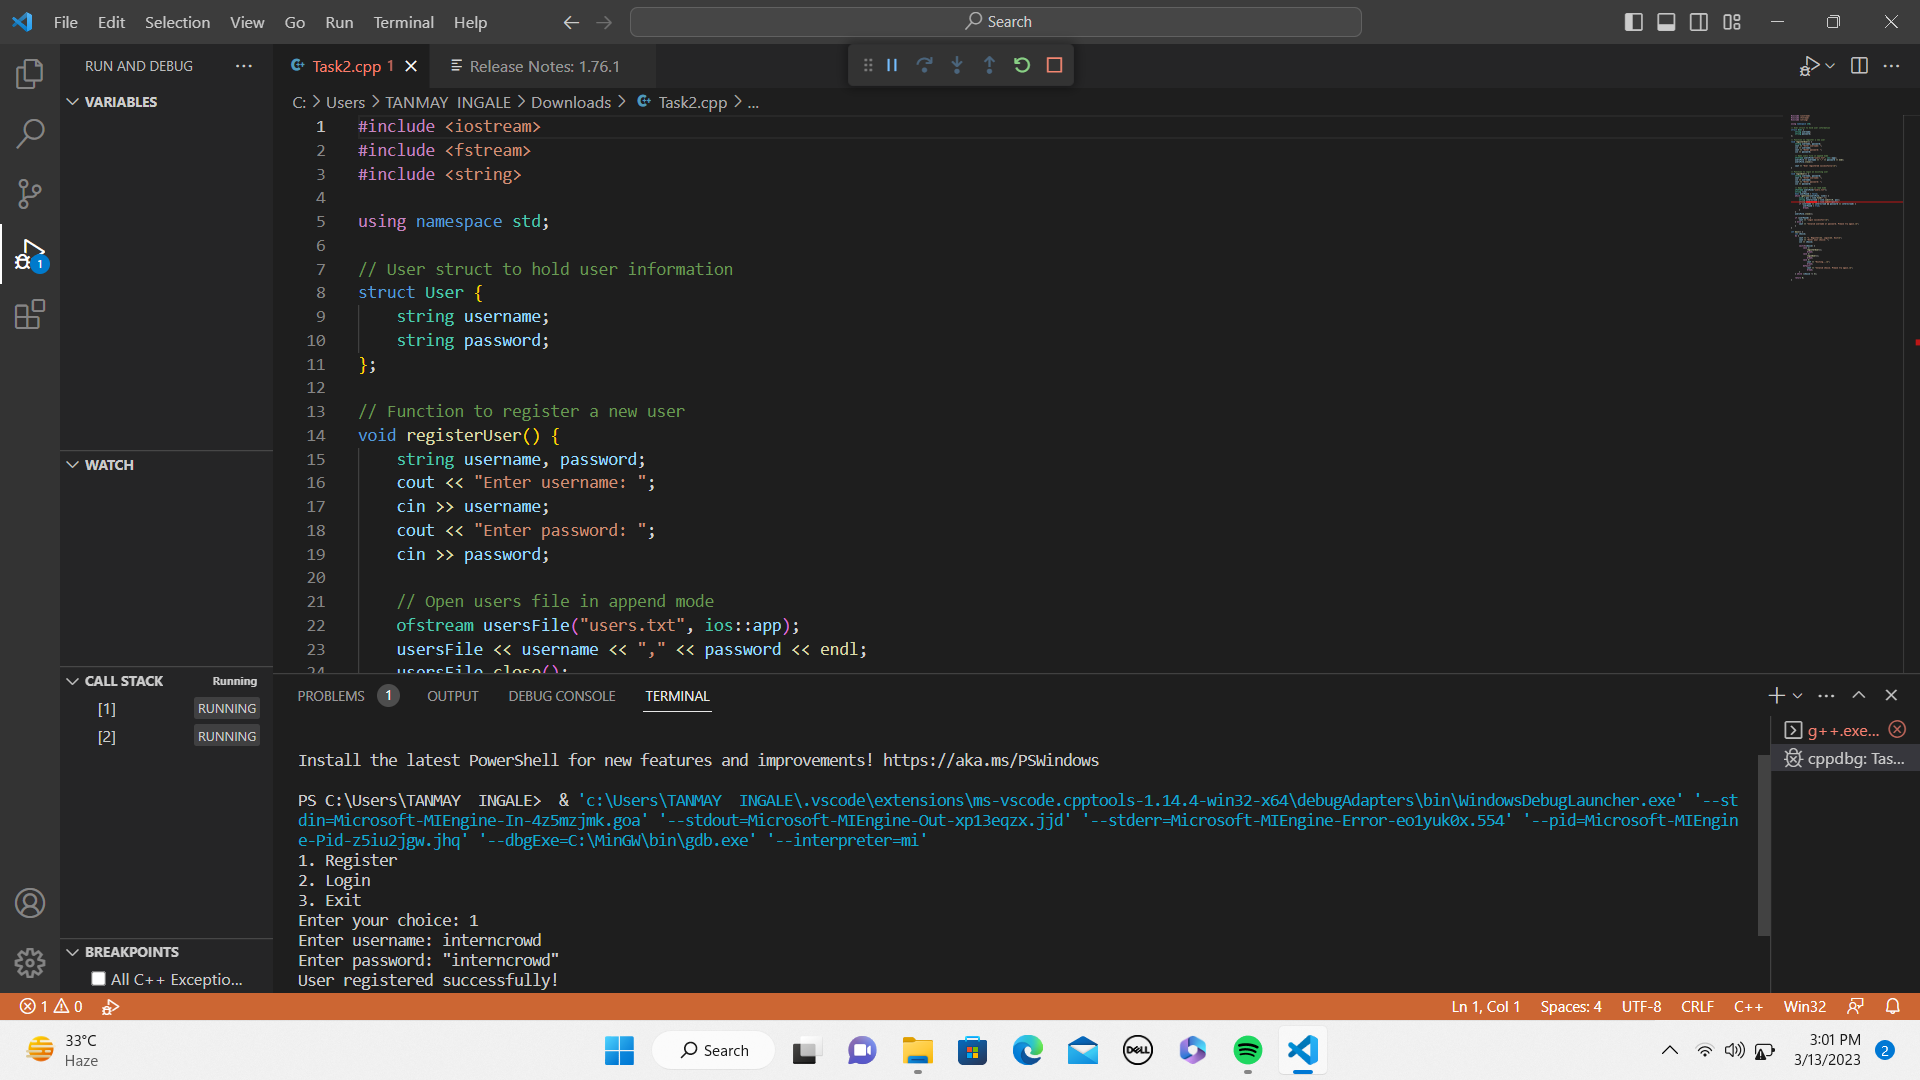 File Edit Selection View Go Run Terminal Help
Search
RUN AND DEBUG
Task2.cpp 1
Release Notes: 1.76.1
VARIABLES
C: > Users > TANMAY INGALE > Downloads > Task2.cpp > ...
1 #include <iostream>
2 #include <fstream>
3 #include <string>
4
5 using namespace std;
6
7 // User struct to hold user information
8 struct User {
9 string username;
10 string password;
11 };
12
13 // Function to register a new user
14 void registerUser() {
15 string username, password;
16 cout << "Enter username: ";
17 cin >> username;
18 cout << "Enter password: ";
19 cin >> password;
20
21 // Open users file in append mode
22 ofstream usersFile("users.txt", ios::app);
23 usersFile << username << "," << password << endl;
24 usersFile.close();
WATCH
CALL STACK Running
[1] RUNNING
[2] RUNNING
BREAKPOINTS
All C++ Exceptio...
1
PROBLEMS 1 OUTPUT DEBUG CONSOLE TERMINAL
g++.exe...
cppdbg: Tas...
Install the latest PowerShell for new features and improvements! https://aka.ms/PSWindows
PS C:\Users\TANMAY  INGALE>  & 'c:\Users\TANMAY  INGALE\.vscode\extensions\ms-vscode.cpptools-1.14.4-win32-x64\debugAdapters\bin\WindowsDebugLauncher.exe' '--st
din=Microsoft-MIEngine-In-4z5mzjmk.goa' '--stdout=Microsoft-MIEngine-Out-xp13eqzx.jjd' '--stderr=Microsoft-MIEngine-Error-eo1yuk0x.554' '--pid=Microsoft-MIEngin
e-Pid-z5iu2jgw.jhq' '--dbgExe=C:\MinGW\bin\gdb.exe' '--interpreter=mi'
1. Register
2. Login
3. Exit
Enter your choice: 1
Enter username: interncrowd
Enter password: "interncrowd"
User registered successfully!
1 0
Ln 1, Col 1 Spaces: 4 UTF-8 CRLF C++ Win32
33°C
Haze
Search
DELL
3:01 PM
3/13/2023
2